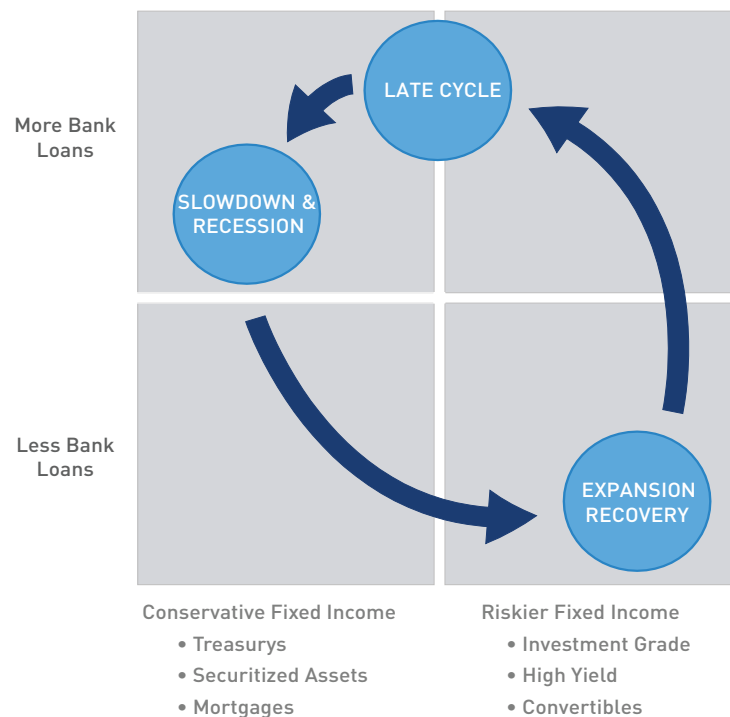 LATE CYCLE
More Bank
Loans
SLOWDOWN &
RECESSION
Less Bank
Loans
EXPANSION
RECOVERY
Conservative Fixed Income
• Treasurys
• Securitized Assets
• Mortgages
Riskier Fixed Income
• Investment Grade
• High Yield
• Convertibles